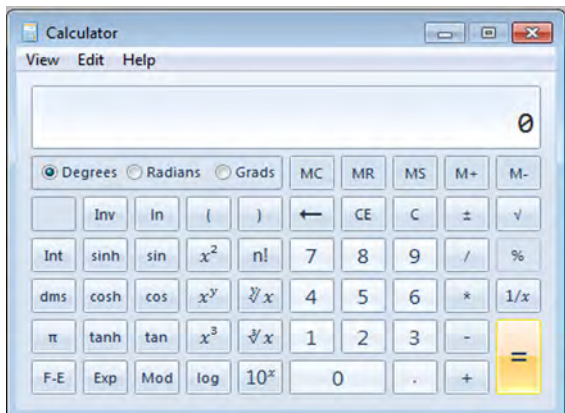 Calculator
View Edit Help
0
Degrees Radians Grads MC MR MS M+ M-
Inv ln ( ) ← CE C ± √
Int sinh sin x² n! 7 8 9 / %
dms cosh cos xʸ ʸ√x 4 5 6 * 1/x
π tanh tan x³ ³√x 1 2 3 - =
F-E Exp Mod log 10ˣ 0 . +